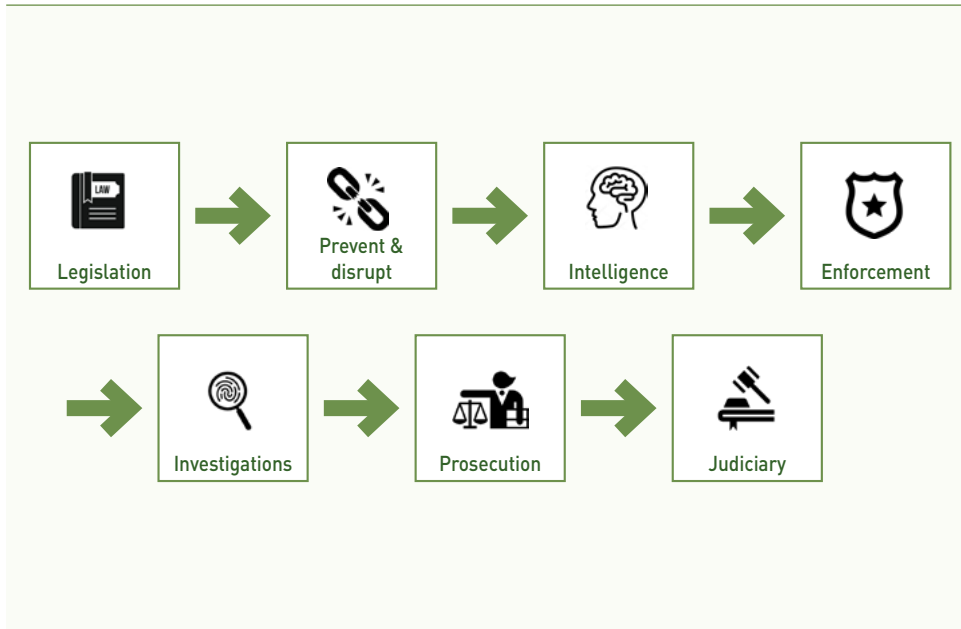 LAW
Legislation
Prevent &
disrupt
Intelligence
Enforcement
Investigations
Prosecution
Judiciary